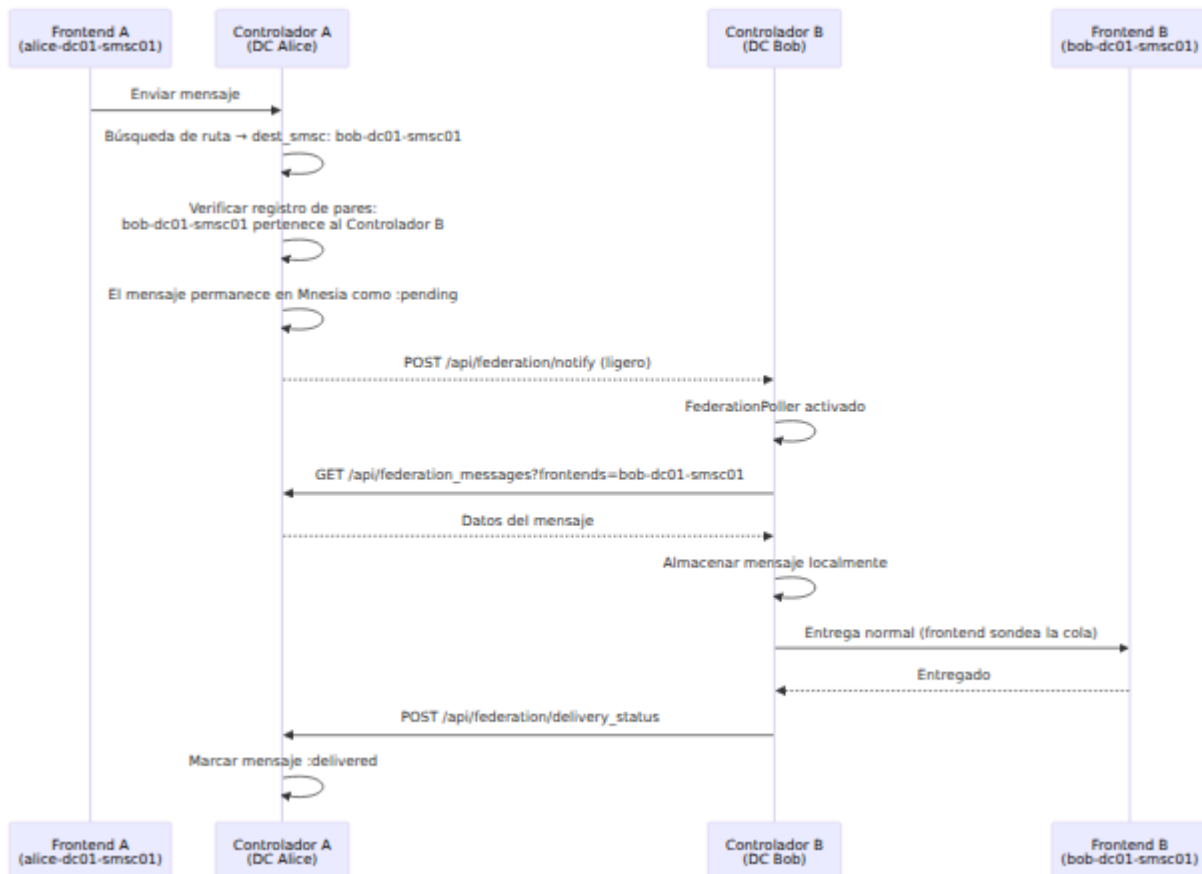 Frontend A
(alice-dc01-smsc01)
Controlador A
(DC Alice)
Controlador B
(DC Bob)
Frontend B
(bob-dc01-smsc01)
Enviar mensaje
Búsqueda de ruta → dest_smsc: bob-dc01-smsc01
Verificar registro de pares:
bob-dc01-smsc01 pertenece al Controlador B
El mensaje permanece en Mnesia como :pending
POST /api/federation/notify (ligero)
FederationPoller activado
GET /api/federation_messages?frontends=bob-dc01-smsc01
Datos del mensaje
Almacenar mensaje localmente
Entrega normal (frontend sondea la cola)
Entregado
POST /api/federation/delivery_status
Marcar mensaje :delivered
Frontend A
(alice-dc01-smsc01)
Controlador A
(DC Alice)
Controlador B
(DC Bob)
Frontend B
(bob-dc01-smsc01)